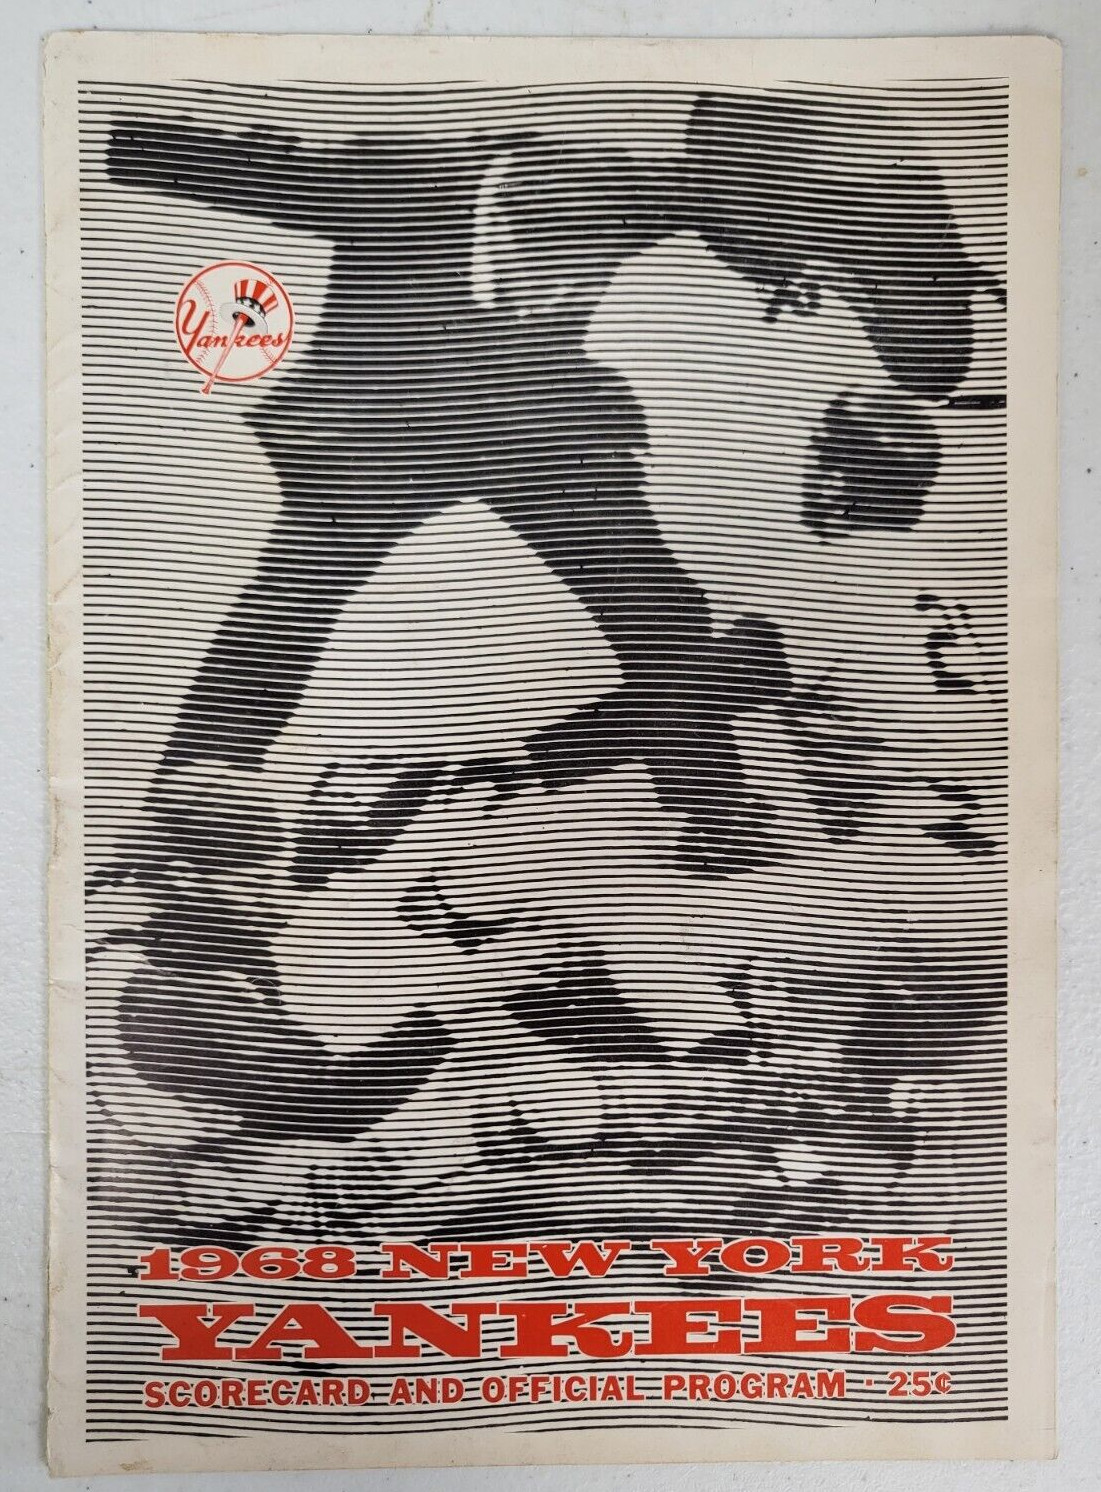 Yankees
1968 NEW YORK
YANKEES
SCORECARD AND OFFICIAL PROGRAM · 25¢